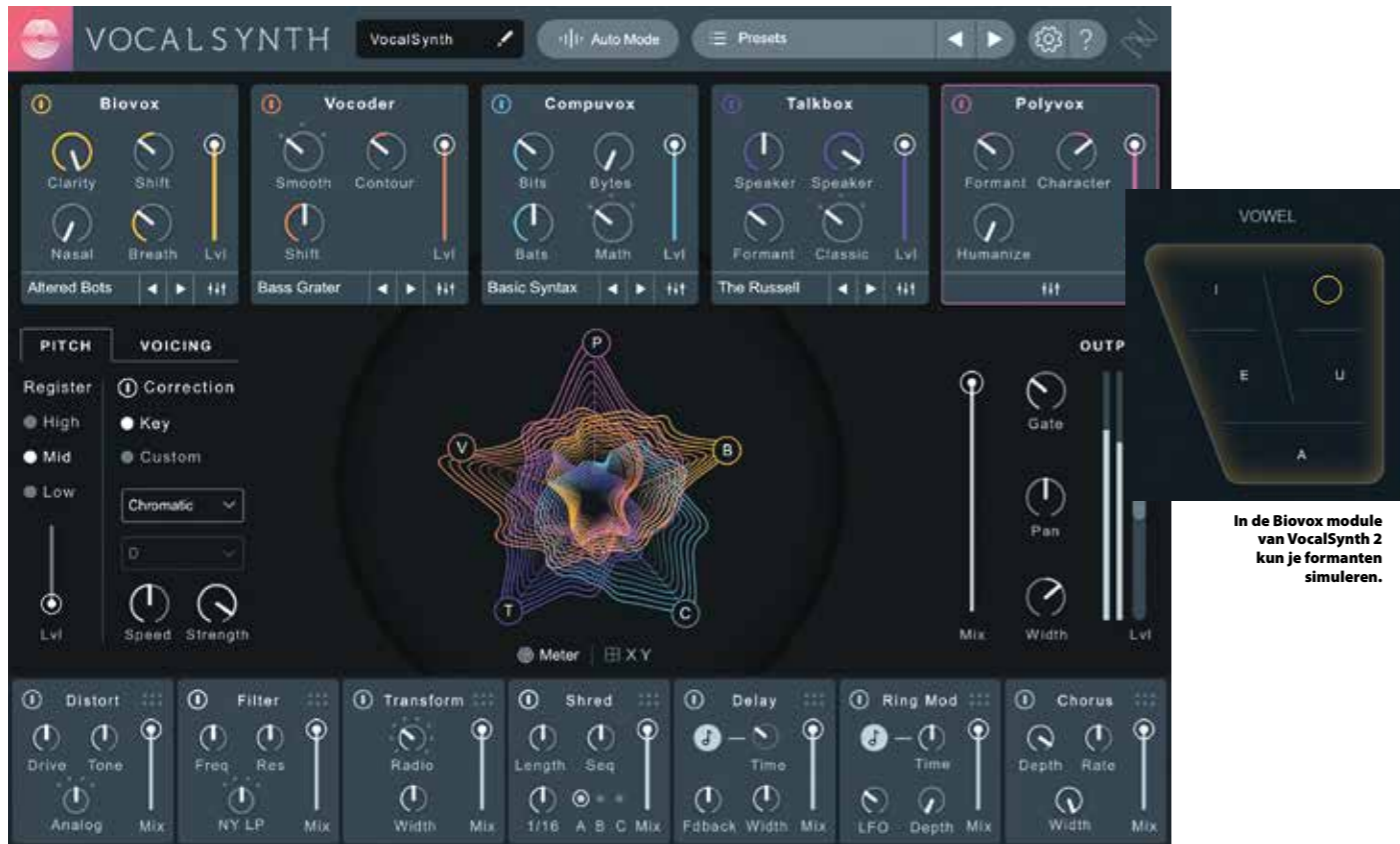 VOCALSYNTH
VocalSynth
Auto Mode
Presets
?
Biovox
Clarity Shift
Nasal Breath Lvl
Altered Bots
Vocoder
Smooth Contour
Shift Lvl
Bass Grater
Compuvox
Bits Bytes
Bats Math Lvl
Basic Syntax
Talkbox
Speaker Speaker
Formant Classic Lvl
The Russell
Polyvox
Formant Character
Humanize
VOWEL
I
E U
A
In de Biovox module
van VocalSynth 2
kun je formanten
simuleren.
PITCH VOICING
Register Correction
High Key
Mid Custom
Low
Chromatic
D
Lvl Speed Strength
P
V B
T C
Meter X Y
OUTP
Gate
Pan
Mix Width Lvl
Distort
Drive Tone
Analog Mix
Filter
Freq Res
NY LP Mix
Transform
Radio
Width Mix
Shred
Length Seq
1/16 A B C Mix
Delay
Time
Fdback Width Mix
Ring Mod
Time
LFO Depth Mix
Chorus
Depth Rate
Width Mix